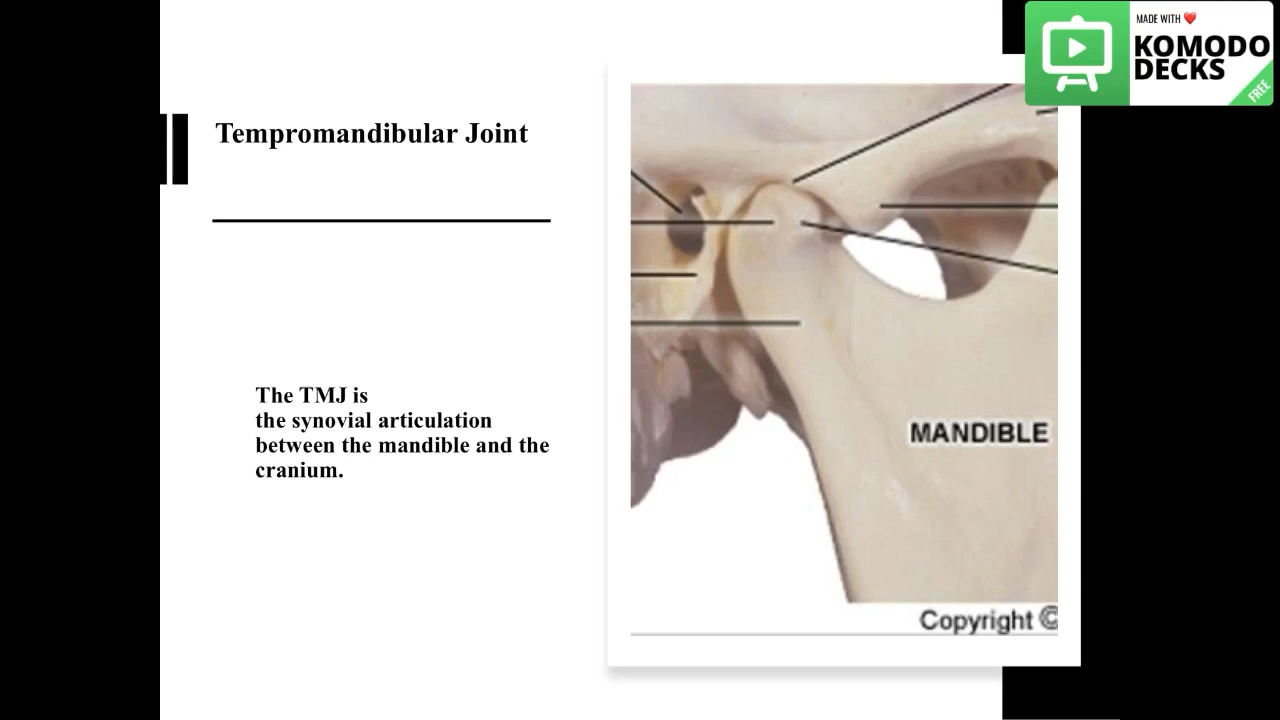 MADE WITH ❤️
KOMODO
DECKS
FREE
Tempromandibular Joint
The TMJ is
the synovial articulation
between the mandible and the
cranium.
MANDIBLE
Copyright ©